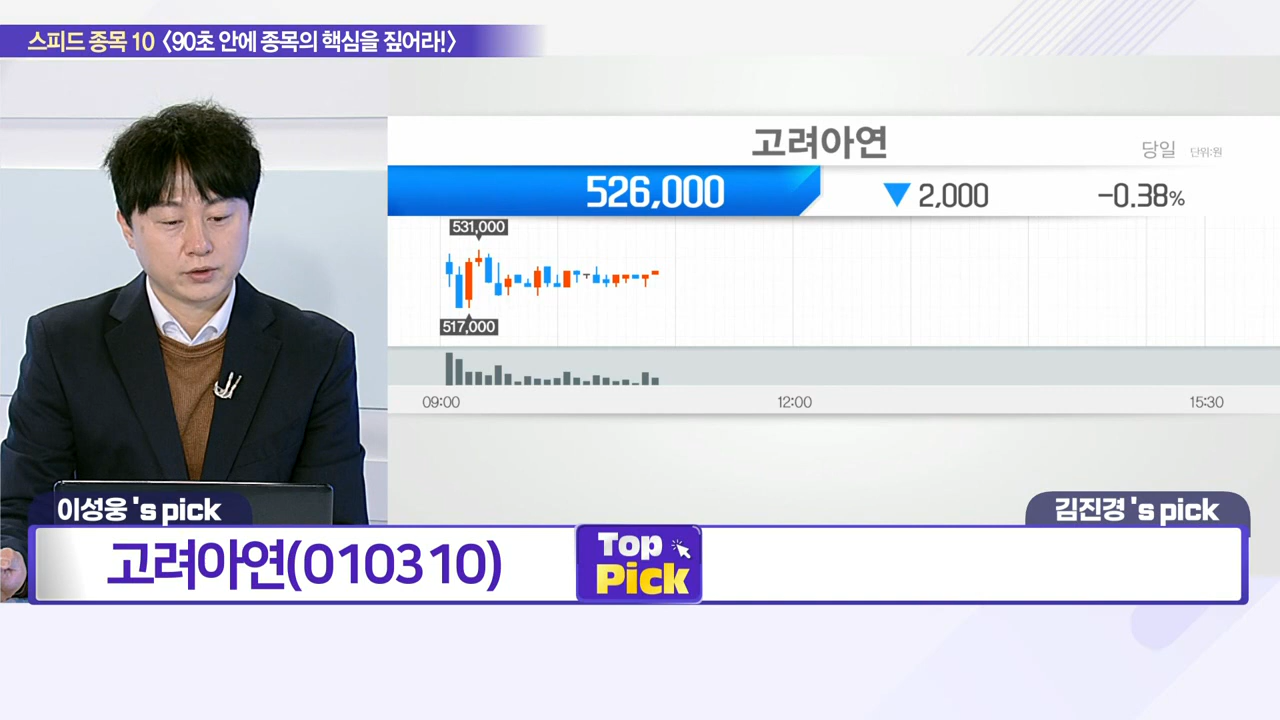 스피드 종목 10 <90초 안에 종목의 핵심을 짚어라!>
고려아연
당일 단위:원
526,000 ▼ 2,000 -0.38%
531,000
517,000
09:00 12:00 15:30
이성웅 's pick
김진경 's pick
고려아연(010310)
Top
Pick